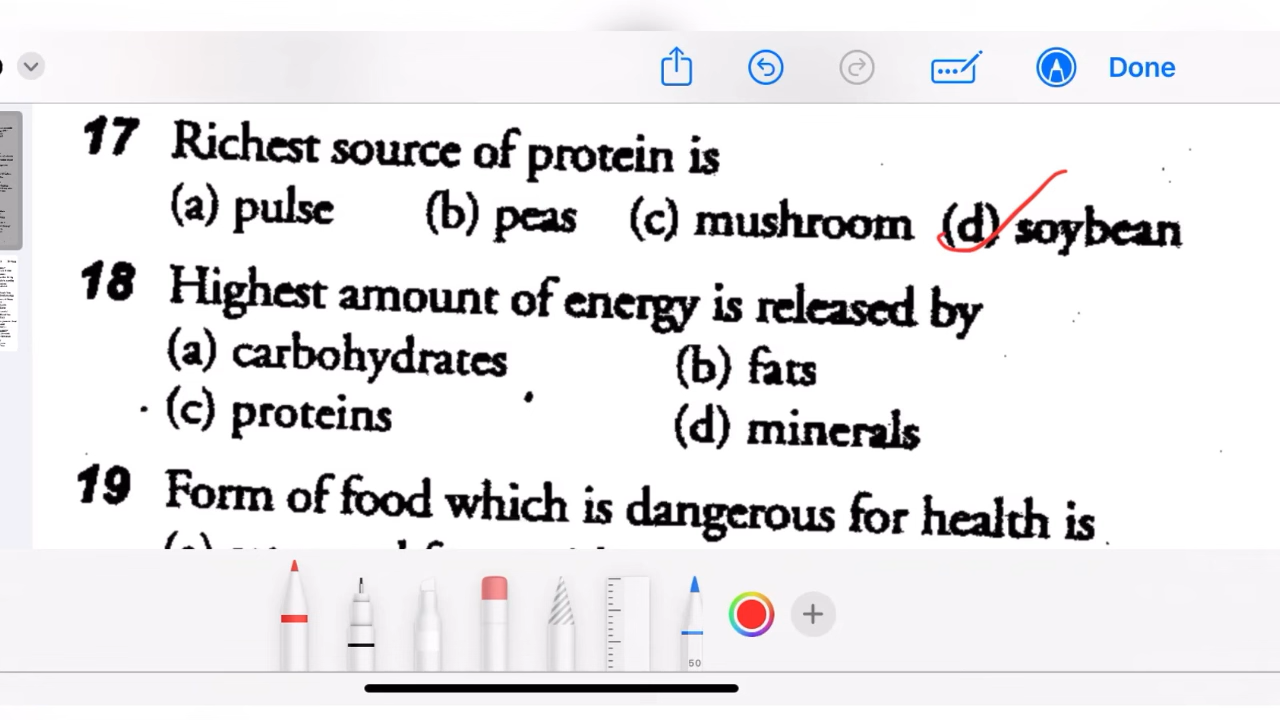 Done
17 Richest source of protein is
(a) pulse (b) peas (c) mushroom (d) soybean
18 Highest amount of energy is released by
(a) carbohydrates (b) fats
(c) proteins (d) minerals
19 Form of food which is dangerous for health is
50